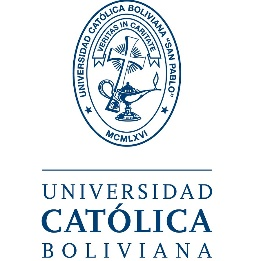 UNIVERSIDAD CATÓLICA BOLIVIANA "SAN PABLO"
VERITAS IN CARITATE
MCMLXVI
UNIVERSIDAD
CATÓLICA
BOLIVIANA